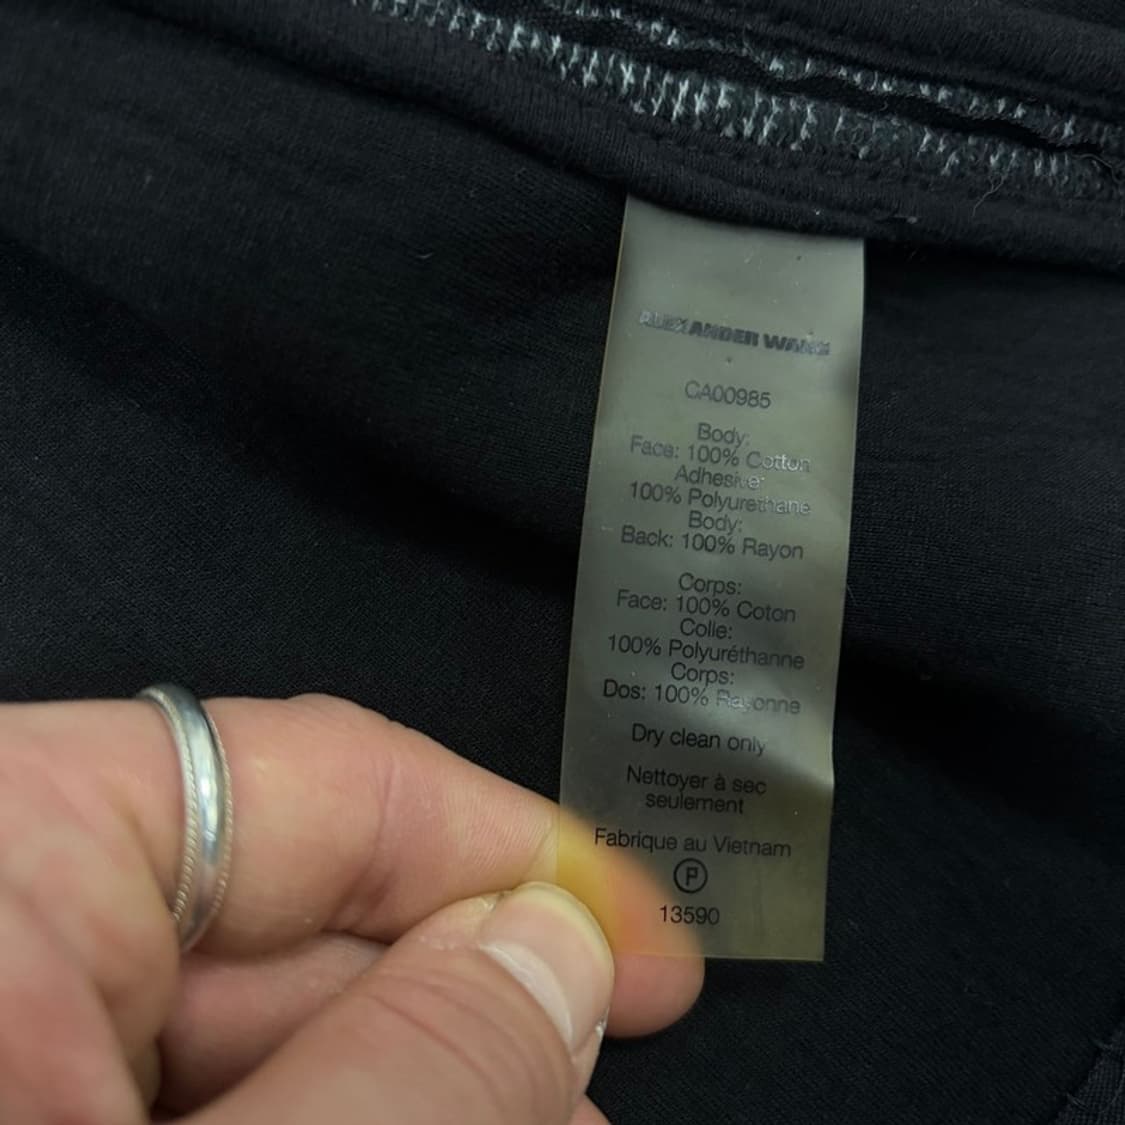 ALEXANDER WANG
CA00985
Body:
Face: 100% Cotton
Adhesive:
100% Polyurethane
Body:
Back: 100% Rayon
Corps:
Face: 100% Coton
Colle:
100% Polyuréthanne
Corps:
Dos: 100% Rayonne
Dry clean only
Nettoyer à sec
seulement
Fabrique au Vietnam
P
13590